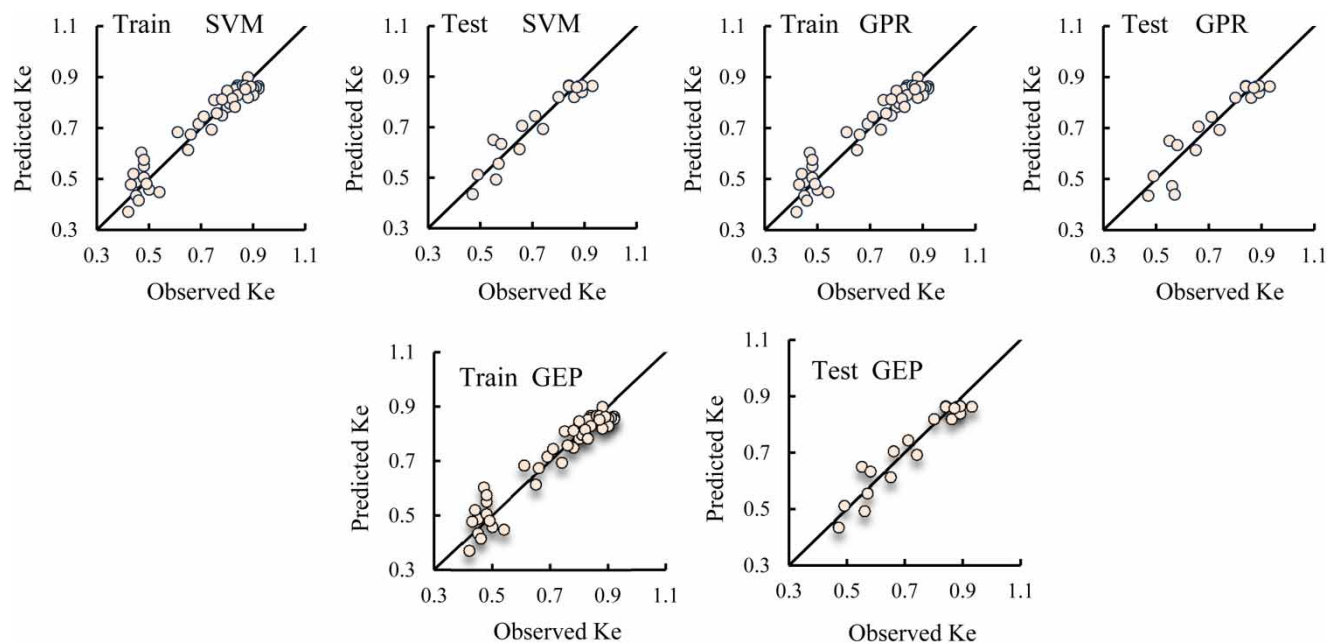 Train SVM
1.1
0.9
0.7
0.5
0.3
Predicted Ke
0.3 0.5 0.7 0.9 1.1
Observed Ke
Test SVM
1.1
0.9
0.7
0.5
0.3
Predicted Ke
0.3 0.5 0.7 0.9 1.1
Observed Ke
Train GPR
1.1
0.9
0.7
0.5
0.3
Predicted Ke
0.3 0.5 0.7 0.9 1.1
Observed Ke
Test GPR
1.1
0.9
0.7
0.5
0.3
Predicted Ke
0.3 0.5 0.7 0.9 1.1
Observed Ke
Train GEP
1.1
0.9
0.7
0.5
0.3
Predicted Ke
0.3 0.5 0.7 0.9 1.1
Observed Ke
Test GEP
1.1
0.9
0.7
0.5
0.3
Predicted Ke
0.3 0.5 0.7 0.9 1.1
Observed Ke